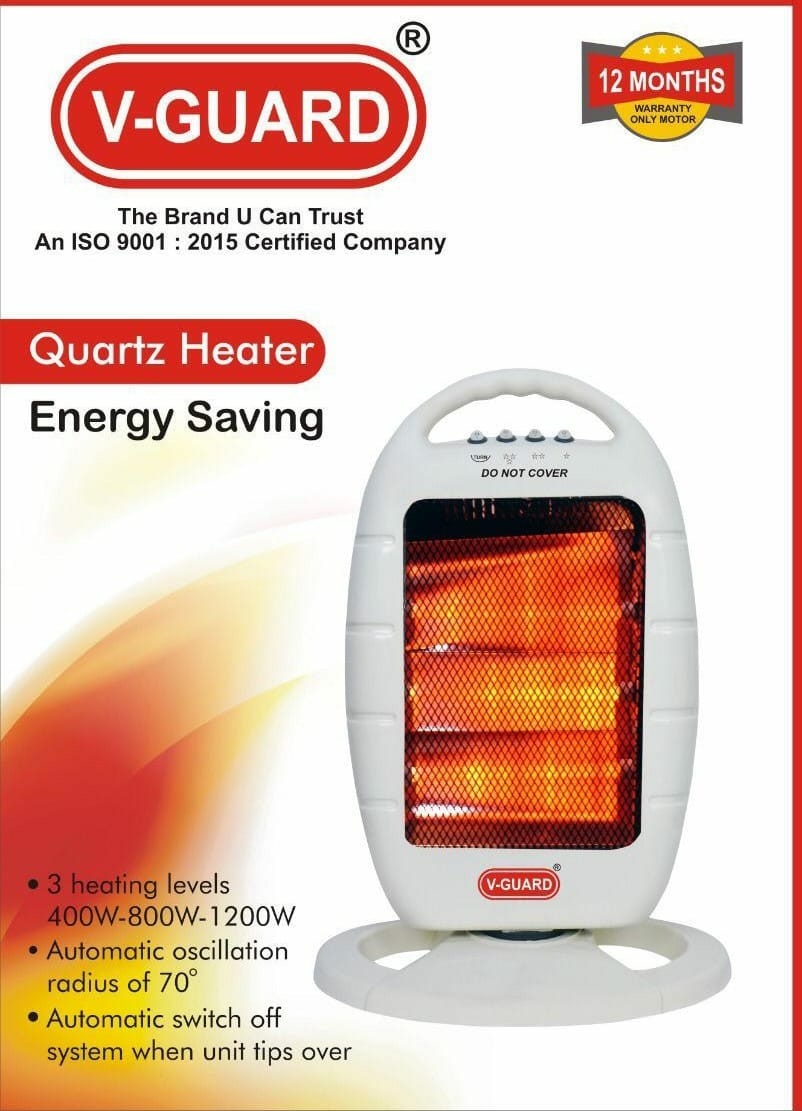 V-GUARD®
12 MONTHS
WARRANTY
ONLY MOTOR
The Brand U Can Trust
An ISO 9001 : 2015 Certified Company
Quartz Heater
Energy Saving
TURN
DO NOT COVER
V-GUARD®
• 3 heating levels
400W-800W-1200W
• Automatic oscillation
radius of 70°
• Automatic switch off
system when unit tips over